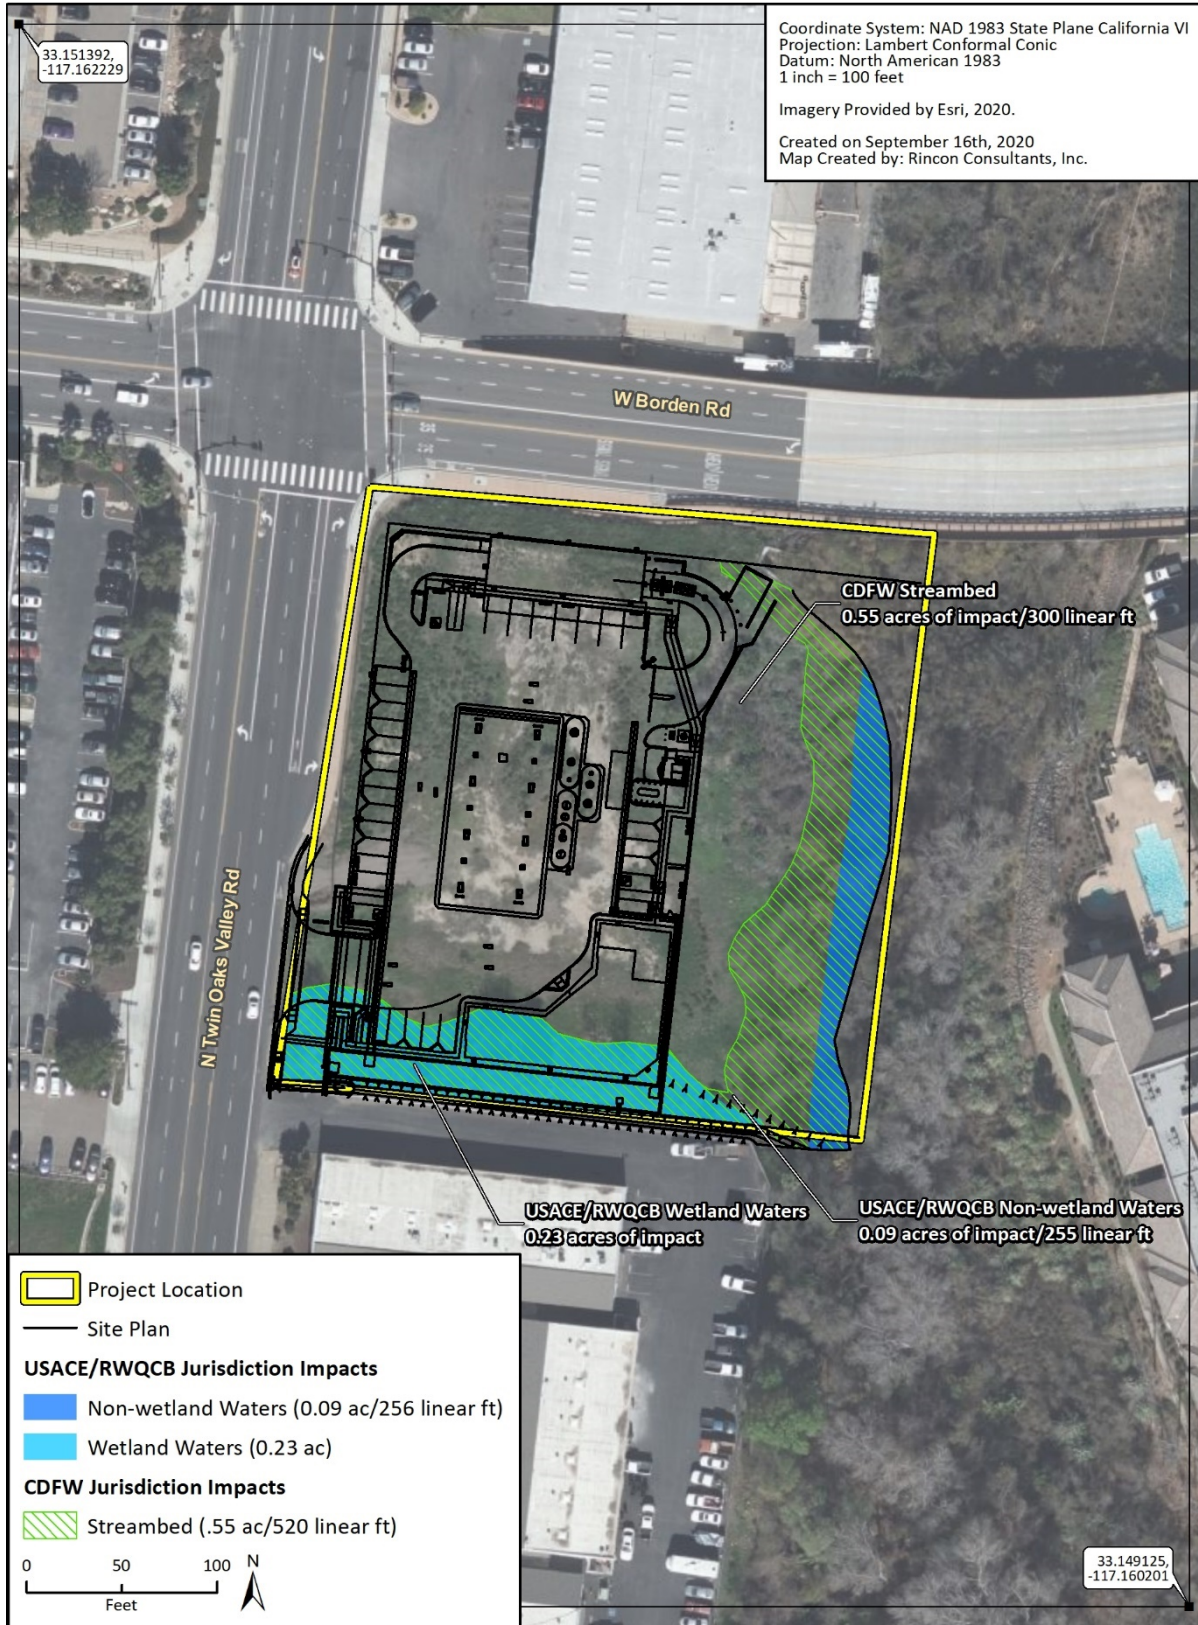 33.151392,
-117.162229
Coordinate System: NAD 1983 State Plane California VI
Projection: Lambert Conformal Conic
Datum: North American 1983
1 inch = 100 feet
Imagery Provided by Esri, 2020.
Created on September 16th, 2020
Map Created by: Rincon Consultants, Inc.
W Borden Rd
CDFW Streambed
0.55 acres of impact/300 linear ft
N Twin Oaks Valley Rd
USACE/RWQCB Wetland Waters
0.23 acres of impact
USACE/RWQCB Non-wetland Waters
0.09 acres of impact/255 linear ft
Project Location
Site Plan
USACE/RWQCB Jurisdiction Impacts
Non-wetland Waters (0.09 ac/256 linear ft)
Wetland Waters (0.23 ac)
CDFW Jurisdiction Impacts
Streambed (.55 ac/520 linear ft)
0 50 100
Feet
N
33.149125,
-117.160201